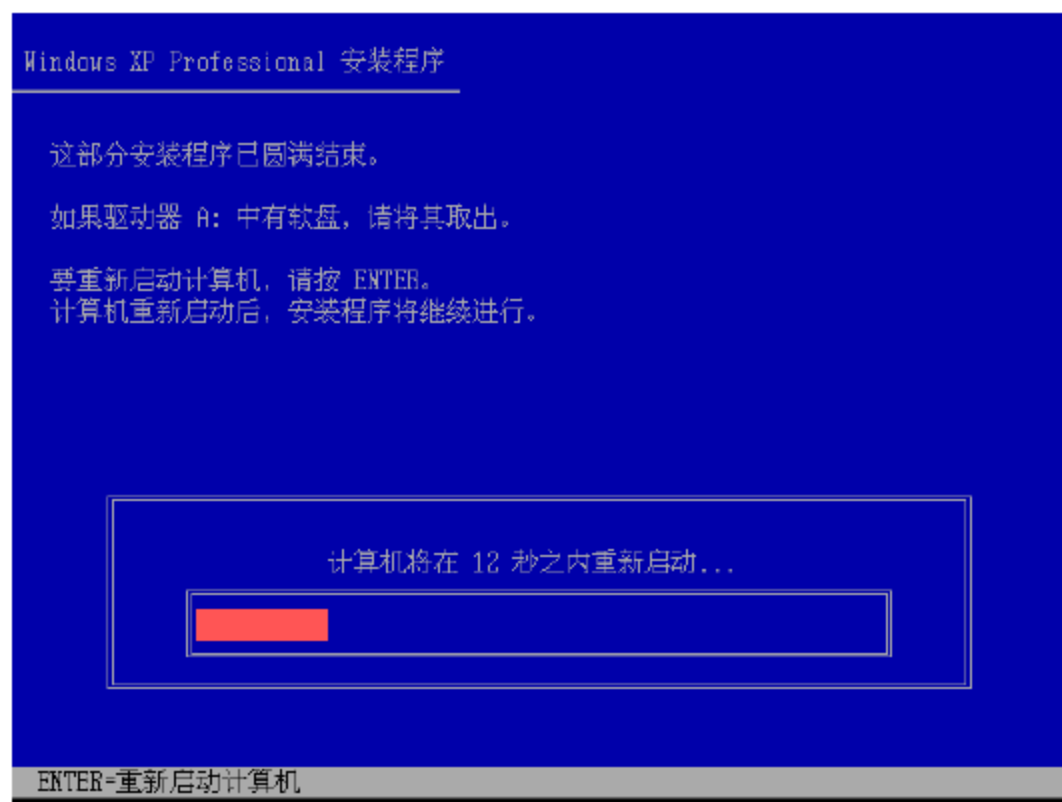 Windows XP Professional 安装程序
这部分安装程序已圆满结束。
如果驱动器 A: 中有软盘，请将其取出。
要重新启动计算机，请按 ENTER。
计算机重新启动后，安装程序将继续进行。
计算机将在 12 秒之内重新启动...
ENTER=重新启动计算机